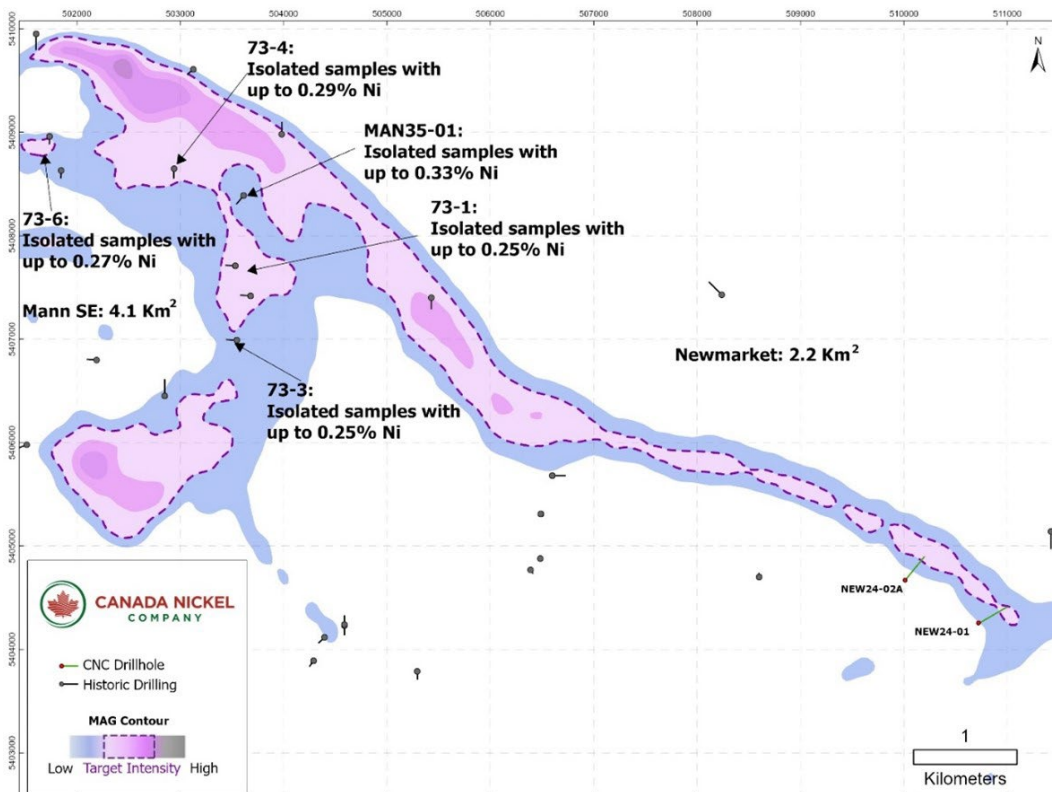 502000 503000 504000 505000 506000 507000 508000 509000 510000 511000
5410000
N
73-4:
Isolated samples with
up to 0.29% Ni
5409000
MAN35-01:
Isolated samples with
up to 0.33% Ni
73-1:
Isolated samples with
up to 0.25% Ni
73-6:
Isolated samples with
up to 0.27% Ni
5408000
Mann SE: 4.1 Km²
5407000
Newmarket: 2.2 Km²
73-3:
Isolated samples with
up to 0.25% Ni
5406000
5405000
NEW24-02A
NEW24-01
5404000
CANADA NICKEL
COMPANY
CNC Drillhole
Historic Drilling
MAG Contour
Low Target Intensity High
5403000
1
Kilometers